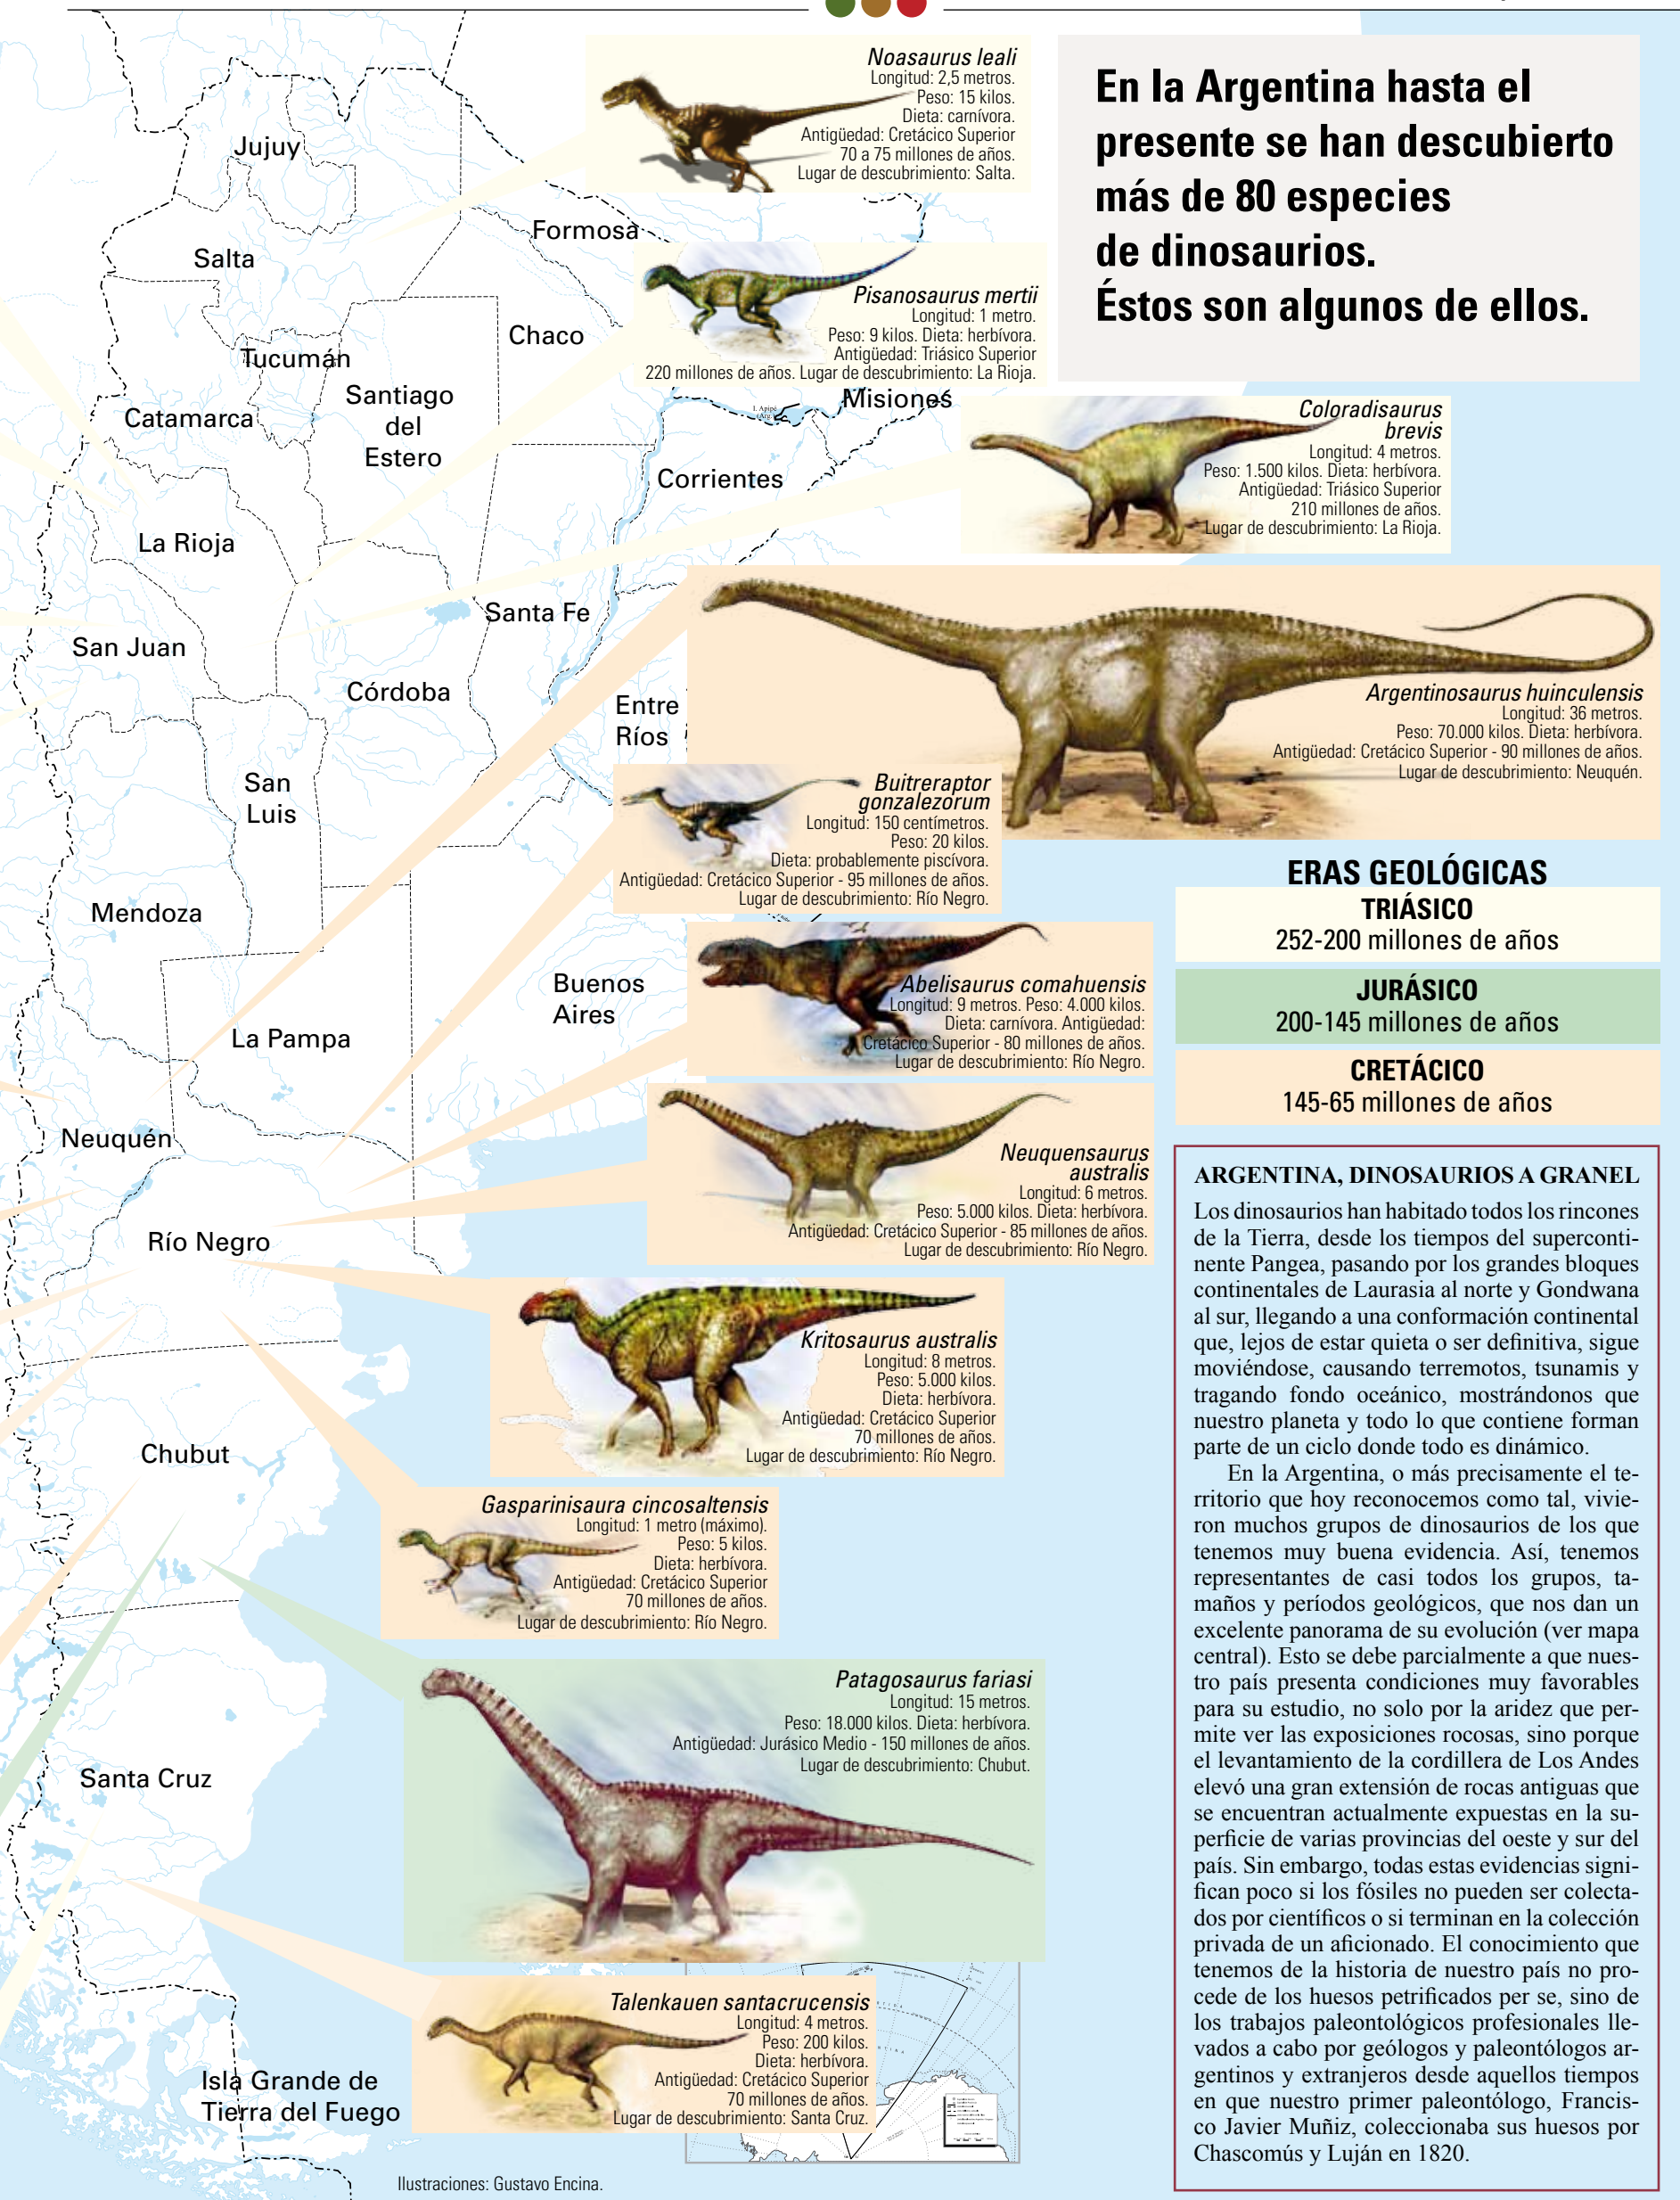 Noasaurus leali
Longitud: 2,5 metros.
Peso: 15 kilos.
Dieta: carnívora.
Antigüedad: Cretácico Superior
70 a 75 millones de años.
Lugar de descubrimiento: Salta.
En la Argentina hasta el
presente se han descubierto
más de 80 especies
de dinosaurios.
Éstos son algunos de ellos.
Jujuy
Formosa
Salta
Pisanosaurus mertii
Longitud: 1 metro.
Peso: 9 kilos. Dieta: herbívora.
Antigüedad: Triásico Superior
220 millones de años. Lugar de descubrimiento: La Rioja.
Chaco
Tucumán
Santiago
del
Estero
Catamarca
Misiones
I. Apipé
(Arg.)
Corrientes
Coloradisaurus
brevis
Longitud: 4 metros.
Peso: 1.500 kilos. Dieta: herbívora.
Antigüedad: Triásico Superior
210 millones de años.
Lugar de descubrimiento: La Rioja.
La Rioja
Santa Fe
San Juan
Córdoba
Entre
Ríos
Argentinosaurus huinculensis
Longitud: 36 metros.
Peso: 70.000 kilos. Dieta: herbívora.
Antigüedad: Cretácico Superior - 90 millones de años.
Lugar de descubrimiento: Neuquén.
San
Luis
Buitreraptor
gonzalezorum
Longitud: 150 centímetros.
Peso: 20 kilos.
Dieta: probablemente piscívora.
Antigüedad: Cretácico Superior - 95 millones de años.
Lugar de descubrimiento: Río Negro.
Mendoza
ERAS GEOLÓGICAS
TRIÁSICO
252-200 millones de años
JURÁSICO
200-145 millones de años
CRETÁCICO
145-65 millones de años
Buenos
Aires
La Pampa
Abelisaurus comahuensis
Longitud: 9 metros. Peso: 4.000 kilos.
Dieta: carnívora. Antigüedad:
Cretácico Superior - 80 millones de años.
Lugar de descubrimiento: Río Negro.
Neuquén
Neuquensaurus
australis
Longitud: 6 metros.
Peso: 5.000 kilos. Dieta: herbívora.
Antigüedad: Cretácico Superior - 85 millones de años.
Lugar de descubrimiento: Río Negro.
Río Negro
Kritosaurus australis
Longitud: 8 metros.
Peso: 5.000 kilos.
Dieta: herbívora.
Antigüedad: Cretácico Superior
70 millones de años.
Lugar de descubrimiento: Río Negro.
Chubut
Gasparinisaura cincosaltensis
Longitud: 1 metro (máximo).
Peso: 5 kilos.
Dieta: herbívora.
Antigüedad: Cretácico Superior
70 millones de años.
Lugar de descubrimiento: Río Negro.
Patagosaurus fariasi
Longitud: 15 metros.
Peso: 18.000 kilos. Dieta: herbívora.
Antigüedad: Jurásico Medio - 150 millones de años.
Lugar de descubrimiento: Chubut.
Santa Cruz
Talenkauen santacrucensis
Longitud: 4 metros.
Peso: 200 kilos.
Dieta: herbívora.
Antigüedad: Cretácico Superior
70 millones de años.
Lugar de descubrimiento: Santa Cruz.
Isla Grande de
Tierra del Fuego
Ilustraciones: Gustavo Encina.
ARGENTINA, DINOSAURIOS A GRANEL
Los dinosaurios han habitado todos los rincones
de la Tierra, desde los tiempos del superconti-
nente Pangea, pasando por los grandes bloques
continentales de Laurasia al norte y Gondwana
al sur, llegando a una conformación continental
que, lejos de estar quieta o ser definitiva, sigue
moviéndose, causando terremotos, tsunamis y
tragando fondo oceánico, mostrándonos que
nuestro planeta y todo lo que contiene forman
parte de un ciclo donde todo es dinámico.
En la Argentina, o más precisamente el te-
rritorio que hoy reconocemos como tal, vivie-
ron muchos grupos de dinosaurios de los que
tenemos muy buena evidencia. Así, tenemos
representantes de casi todos los grupos, ta-
maños y períodos geológicos, que nos dan un
excelente panorama de su evolución (ver mapa
central). Esto se debe parcialmente a que nues-
tro país presenta condiciones muy favorables
para su estudio, no solo por la aridez que per-
mite ver las exposiciones rocosas, sino porque
el levantamiento de la cordillera de Los Andes
elevó una gran extensión de rocas antiguas que
se encuentran actualmente expuestas en la su-
perficie de varias provincias del oeste y sur del
país. Sin embargo, todas estas evidencias signi-
fican poco si los fósiles no pueden ser colecta-
dos por científicos o si terminan en la colección
privada de un aficionado. El conocimiento que
tenemos de la historia de nuestro país no pro-
cede de los huesos petrificados per se, sino de
los trabajos paleontológicos profesionales lle-
vados a cabo por geólogos y paleontólogos ar-
gentinos y extranjeros desde aquellos tiempos
en que nuestro primer paleontólogo, Francis-
co Javier Muñiz, coleccionaba sus huesos por
Chascomús y Luján en 1820.